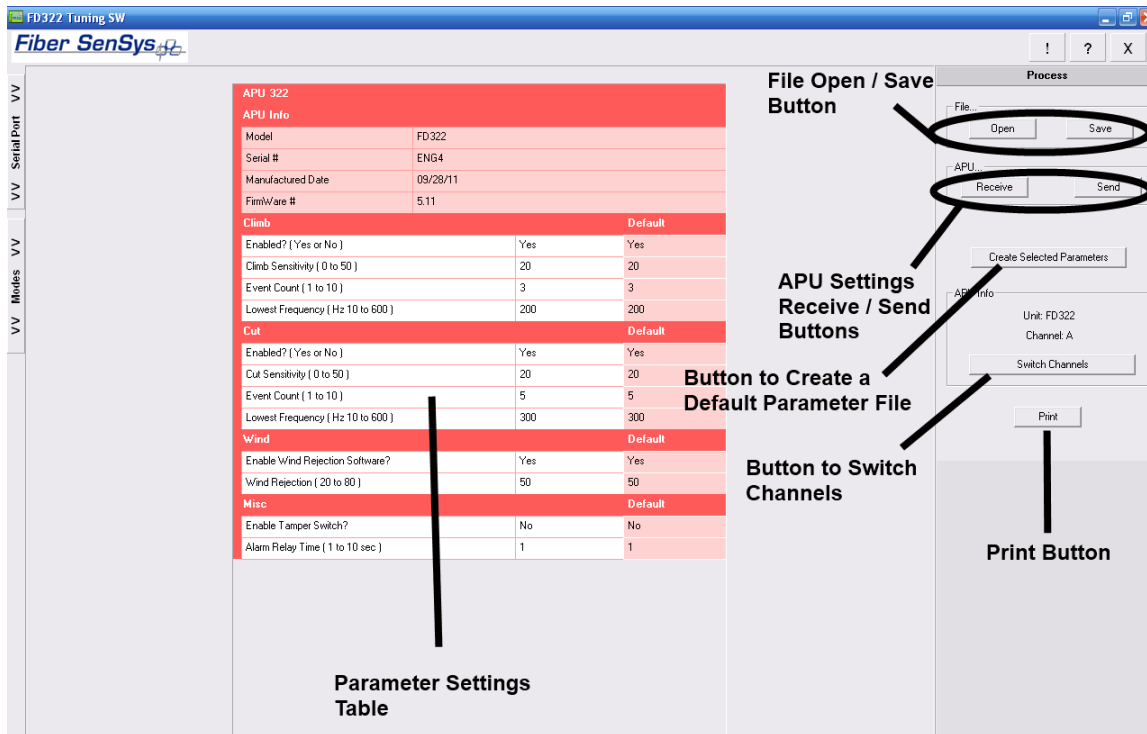 FD322 Tuning SW
Fiber SenSys
! ? X
VV Serial Port VV
VV Modes VV
APU 322
APU Info
Model FD322
Serial # ENG4
Manufactured Date 09/28/11
FirmWare # 5.11
Climb Default
Enabled? ( Yes or No ) Yes Yes
Climb Sensitivity ( 0 to 50 ) 20 20
Event Count ( 1 to 10 ) 3 3
Lowest Frequency ( Hz 10 to 600 ) 200 200
Cut Default
Enabled? ( Yes or No ) Yes Yes
Cut Sensitivity ( 0 to 50 ) 20 20
Event Count ( 1 to 10 ) 5 5
Lowest Frequency ( Hz 10 to 600 ) 300 300
Wind Default
Enable Wind Rejection Software? Yes Yes
Wind Rejection ( 20 to 80 ) 50 50
Misc Default
Enable Tamper Switch? No No
Alarm Relay Time ( 1 to 10 sec ) 1 1
Parameter Settings
Table
File Open / Save
Button
APU Settings
Receive / Send
Buttons
Button to Create a
Default Parameter File
Button to Switch
Channels
Print Button
Process
File...
Open Save
APU...
Receive Send
Create Selected Parameters
Info
Unit: FD322
Channel: A
Switch Channels
Print